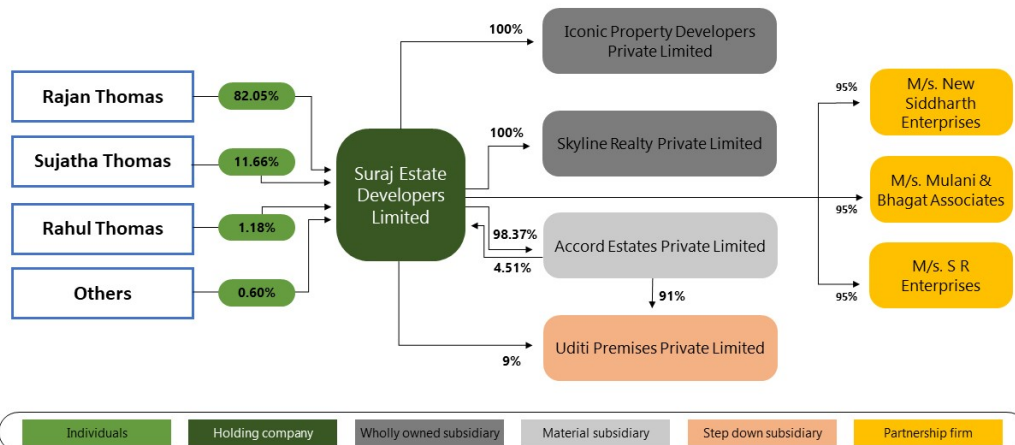 100%
Iconic Property Developers
Private Limited
Rajan Thomas
82.05%
95%
M/s. New
Siddharth
Enterprises
Sujatha Thomas
11.66%
Suraj Estate
Developers
Limited
100%
Skyline Realty Private Limited
M/s. Mulani &
Bhagat Associates
95%
Rahul Thomas
1.18%
98.37%
4.51%
Accord Estates Private Limited
M/s. S R
Enterprises
95%
Others
0.60%
91%
9%
Uditi Premises Private Limited
Individuals
Holding company
Wholly owned subsidiary
Material subsidiary
Step down subsidiary
Partnership firm